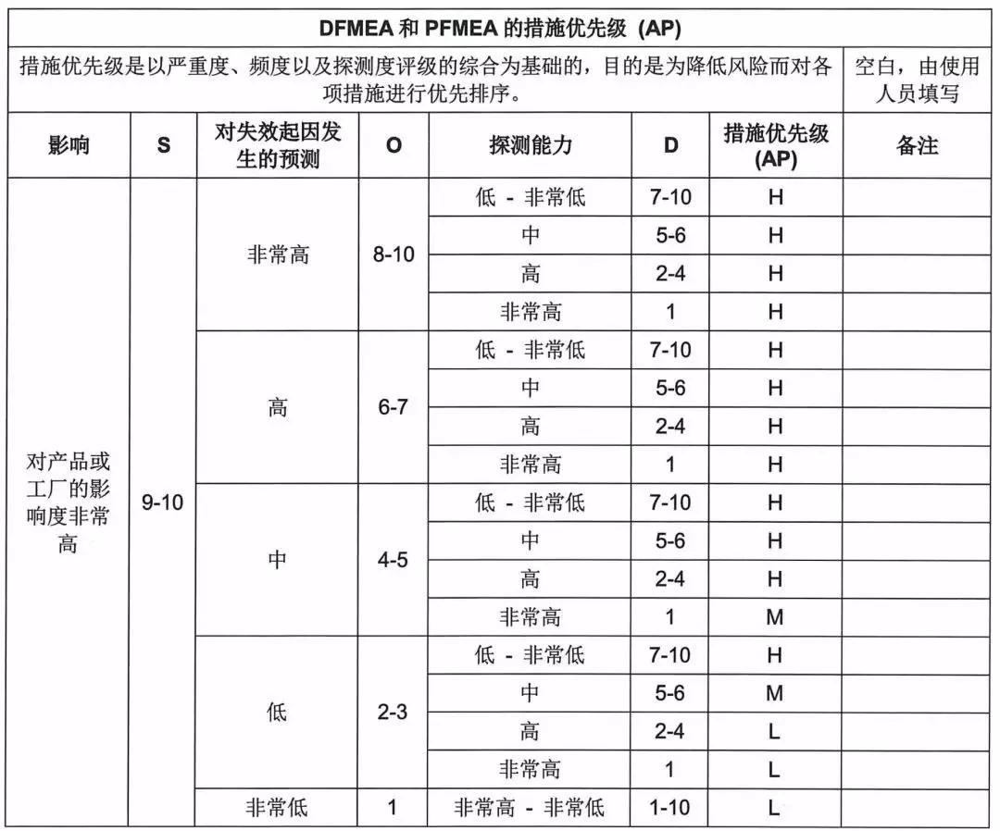 DFMEA 和 PFMEA 的措施优先级 (AP)
措施优先级是以严重度、频度以及探测度评级的综合为基础的，目的是为降低风险而对各
项措施进行优先排序。
空白，由使用
人员填写
影响
S
对失效起因发
生的预测
O
探测能力
D
措施优先级
(AP)
备注
对产品或
工厂的影
响度非常
高
9-10
非常高
8-10
低 - 非常低
7-10
H
中
5-6
H
高
2-4
H
非常高
1
H
高
6-7
低 - 非常低
7-10
H
中
5-6
H
高
2-4
H
非常高
1
H
中
4-5
低 - 非常低
7-10
H
中
5-6
H
高
2-4
H
非常高
1
M
低
2-3
低 - 非常低
7-10
H
中
5-6
M
高
2-4
L
非常高
1
L
非常低
1
非常高 - 非常低
1-10
L